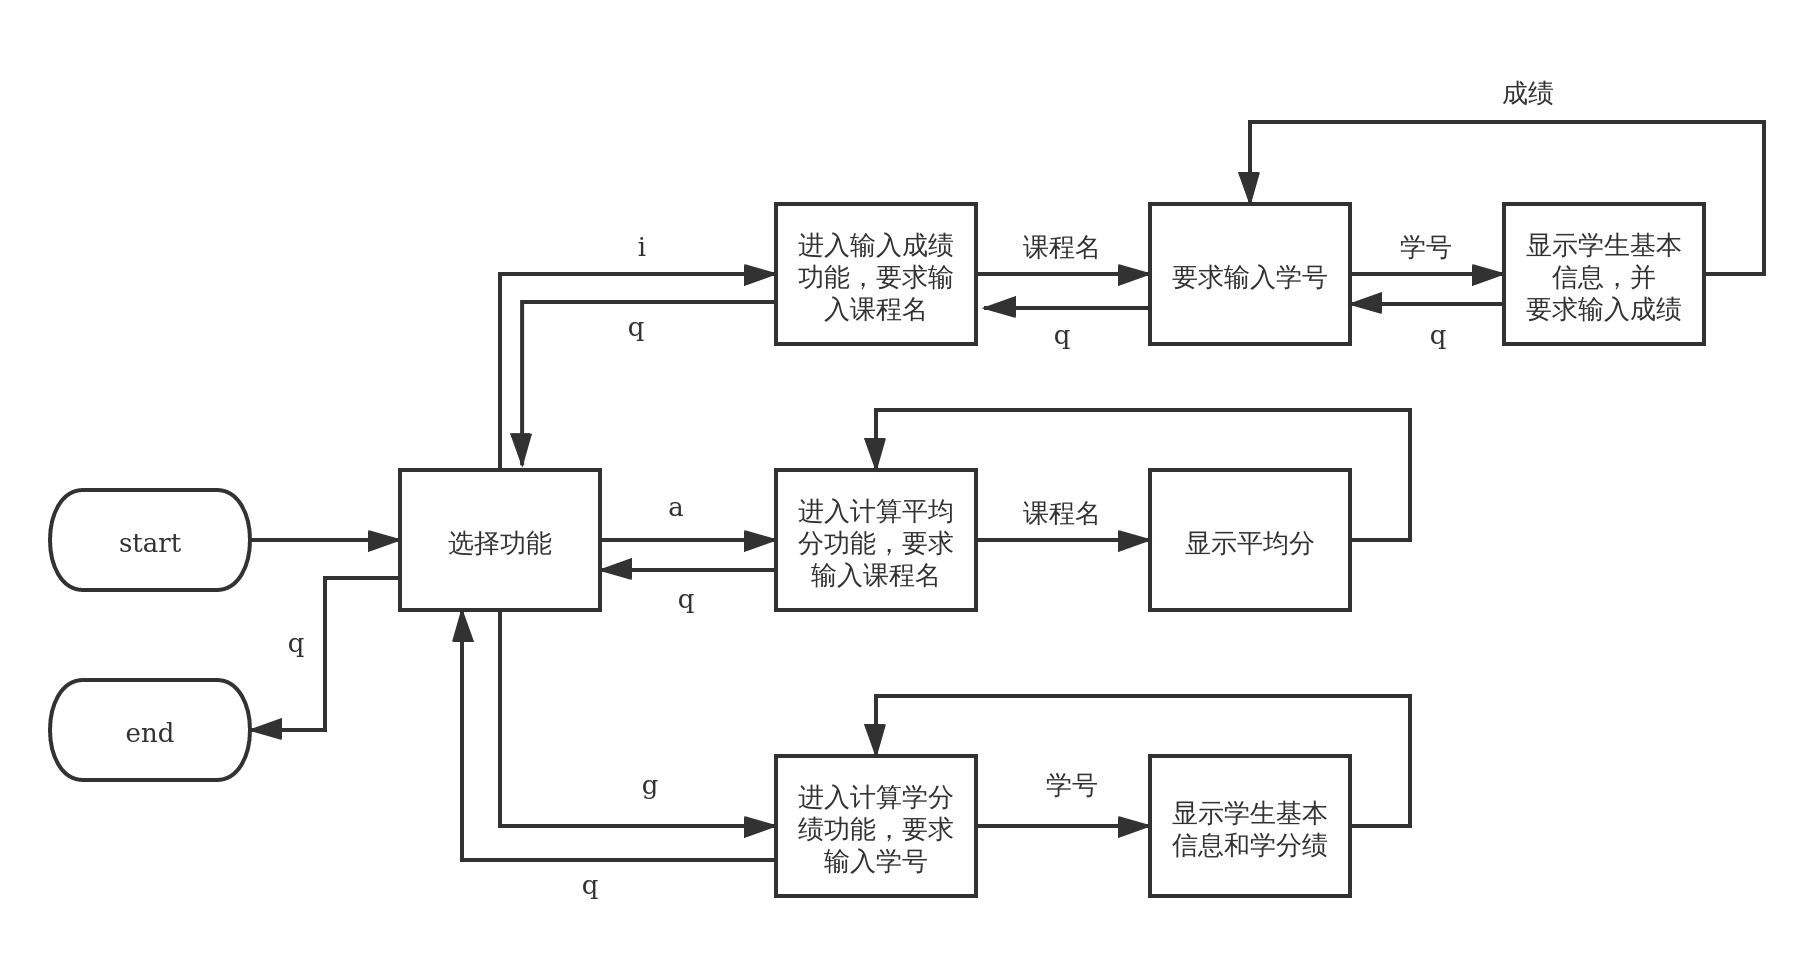 成绩
i
进入输入成绩
功能，要求输
入课程名
课程名
要求输入学号
学号
显示学生基本
信息，并
要求输入成绩
q
q
q
start
选择功能
a
进入计算平均
分功能，要求
输入课程名
课程名
显示平均分
q
q
end
g
进入计算学分
绩功能，要求
输入学号
学号
显示学生基本
信息和学分绩
q